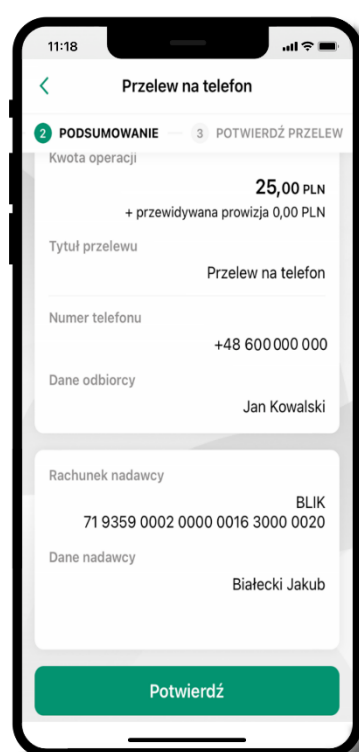 11:18
Przelew na telefon
2 PODSUMOWANIE 3 POTWIERDŹ PRZELEW
Kwota operacji
25,00 PLN
+ przewidywana prowizja 0,00 PLN
Tytuł przelewu
Przelew na telefon
Numer telefonu
+48 600 000 000
Dane odbiorcy
Jan Kowalski
Rachunek nadawcy
BLIK
71 9359 0002 0000 0016 3000 0020
Dane nadawcy
Białecki Jakub
Potwierdź